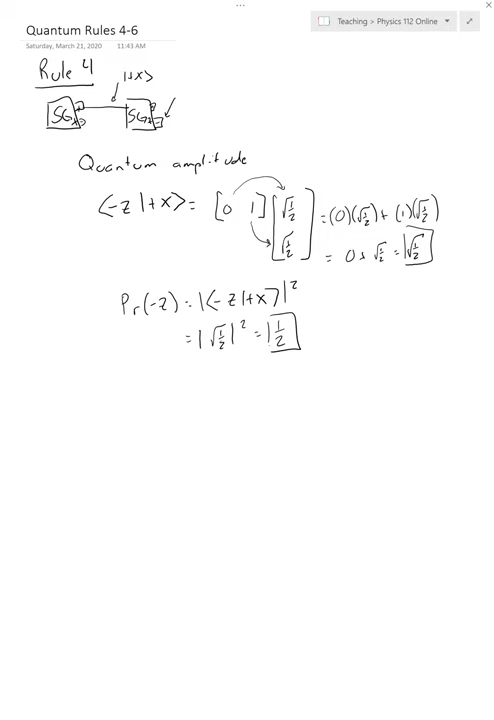 Quantum Rules 4-6
Teaching > Physics 112 Online
Saturday, March 21, 2020 11:43 AM
Rule 4
|+x>
SGx + - SGz + -
Quantum amplitude
<-z|+x> = [0 1] [√½ √½] = (0)(√½) + (1)(√½)
= 0 + √½ = √½
Pr(-z) = |<-z|+x>|²
= |√½|² = ½